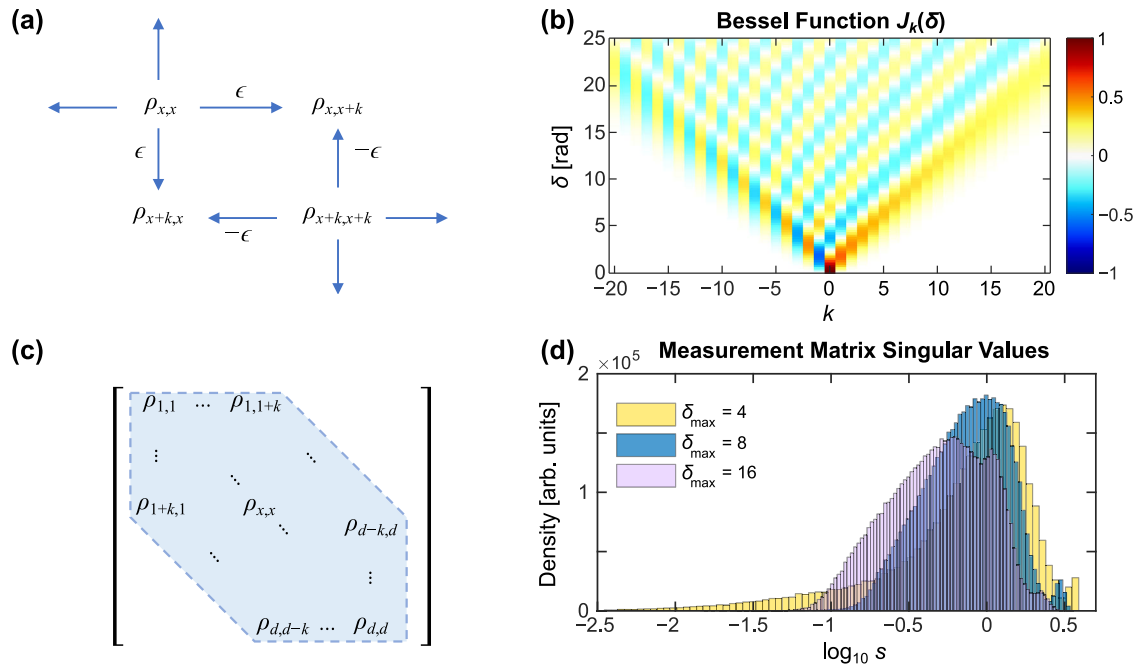 (a)
ρx,x
ϵ
ρx,x+k
ϵ
−ϵ
ρx+k,x
−ϵ
ρx+k,x+k
(b)
Bessel Function Jk(δ)
25
20
15
10
5
0
δ [rad]
−20 −15 −10 −5 0 5 10 15 20
k
1
0.5
0
−0.5
−1
(c)
ρ1,1 ··· ρ1,1+k
⋮ ⋱
⋱
ρ1+k,1 ρx,x ρd−k,d
⋱
⋱ ⋮
ρd,d−k ··· ρd,d
(d)
Measurement Matrix Singular Values
×10^5
2
1
0
Density [arb. units]
δmax = 4
δmax = 8
δmax = 16
−2.5 −2 −1.5 −1 −0.5 0 0.5
log10 s